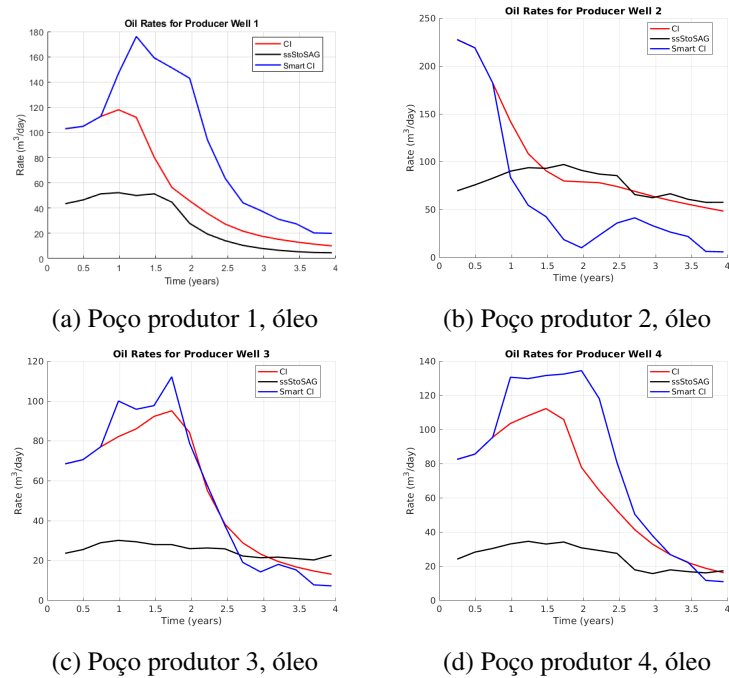 Oil Rates for Producer Well 1
Rate (m³/day)
180
160
140
120
100
80
60
40
20
0
CI
ssStoSAG
Smart CI
0 0.5 1 1.5 2 2.5 3 3.5 4
Time (years)
(a) Poço produtor 1, óleo
Oil Rates for Producer Well 2
Rate (m³/day)
250
200
150
100
50
0
CI
ssStoSAG
Smart CI
0 0.5 1 1.5 2 2.5 3 3.5 4
Time (years)
(b) Poço produtor 2, óleo
Oil Rates for Producer Well 3
Rate (m³/day)
120
100
80
60
40
20
0
CI
ssStoSAG
Smart CI
0 0.5 1 1.5 2 2.5 3 3.5 4
Time (years)
(c) Poço produtor 3, óleo
Oil Rates for Producer Well 4
Rate (m³/day)
140
120
100
80
60
40
20
0
CI
ssStoSAG
Smart CI
0 0.5 1 1.5 2 2.5 3 3.5 4
Time (years)
(d) Poço produtor 4, óleo